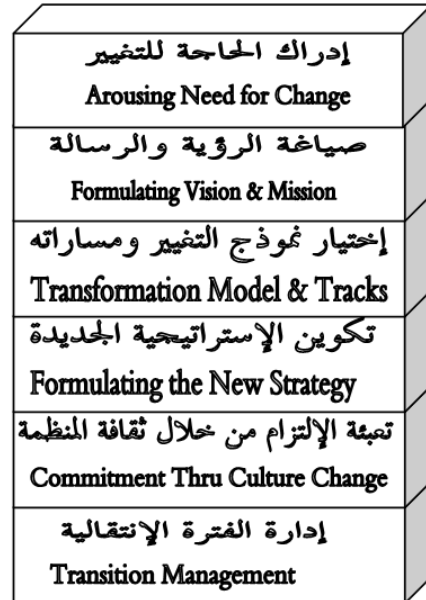 إدراك الحاجة للتغيير
Arousing Need for Change
صياغة الرؤية والرسالة
Formulating Vision & Mission
إختيار نموذج التغيير ومساراته
Transformation Model & Tracks
تكوين الإستراتيجية الجديدة
Formulating the New Strategy
تعبئة الإلتزام من خلال ثقافة المنظمة
Commitment Thru Culture Change
إدارة الفترة الإنتقالية
Transition Management